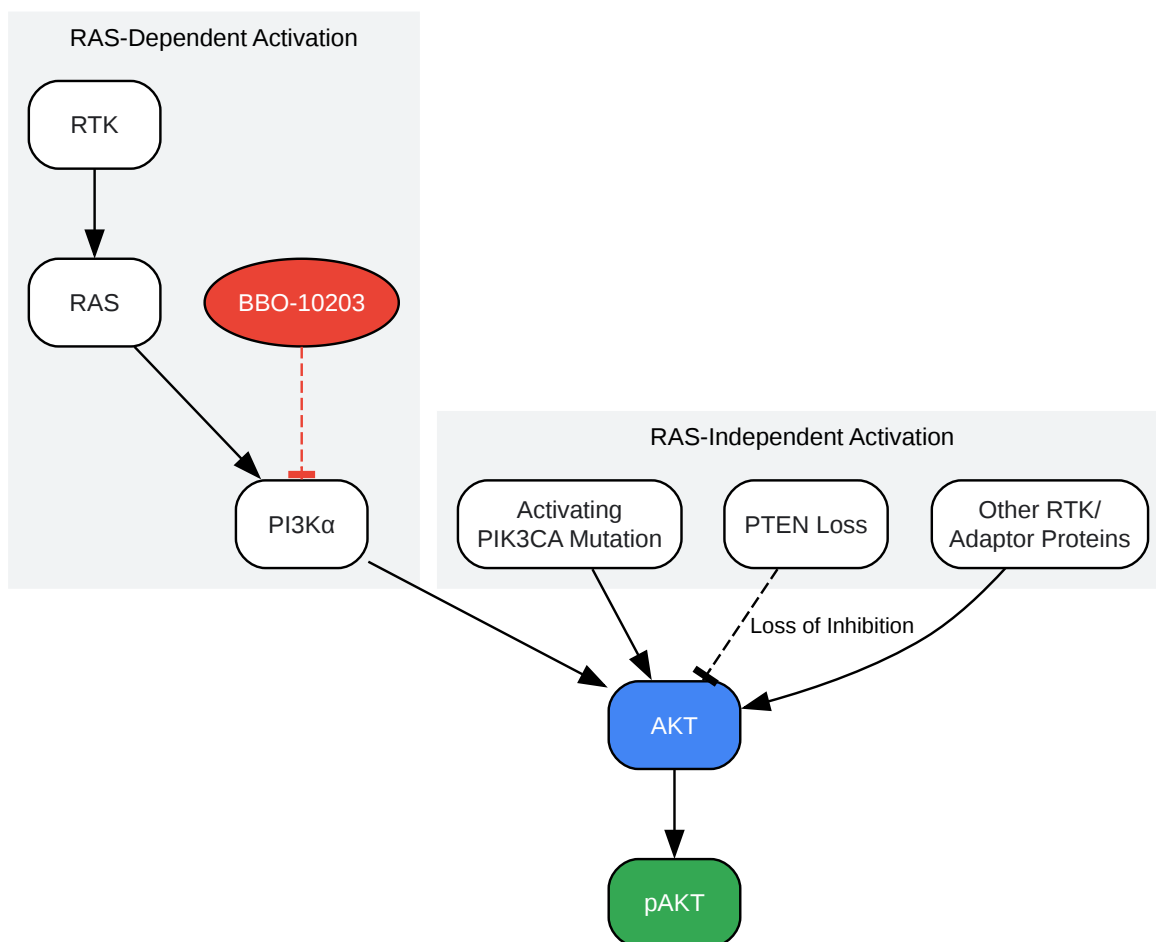 RAS-Dependent Activation
RTK
RAS
BBO-10203
PI3Kα
RAS-Independent Activation
Activating
PIK3CA Mutation
PTEN Loss
Other RTK/
Adaptor Proteins
Loss of Inhibition
AKT
pAKT